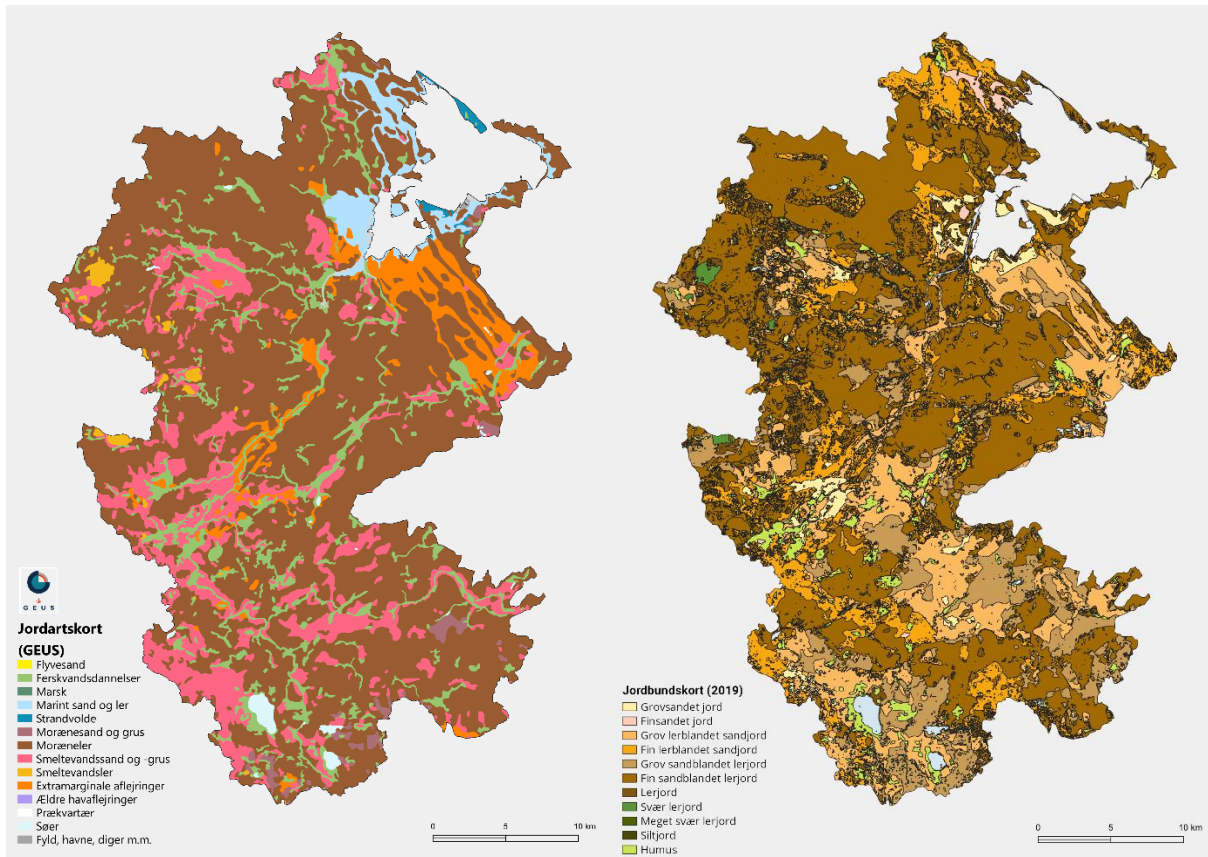 GEUS
Jordartskort
(GEUS)
Flyvesand
Ferskvandsdannelser
Marsk
Marint sand og ler
Strandvolde
Morænesand og grus
Moræneler
Smeltevandssand og -grus
Smeltevandsler
Extramarginale aflejringer
Ældre havaflejringer
Prækvartær
Søer
Fyld, havne, diger m.m.
0 5 10 km
Jordbundskort (2019)
Grovsandet jord
Finsandet jord
Grov lerblandet sandjord
Fin lerblandet sandjord
Grov sandblandet lerjord
Fin sandblandet lerjord
Lerjord
Svær lerjord
Meget svær lerjord
Siltjord
Humus
0 5 10 km